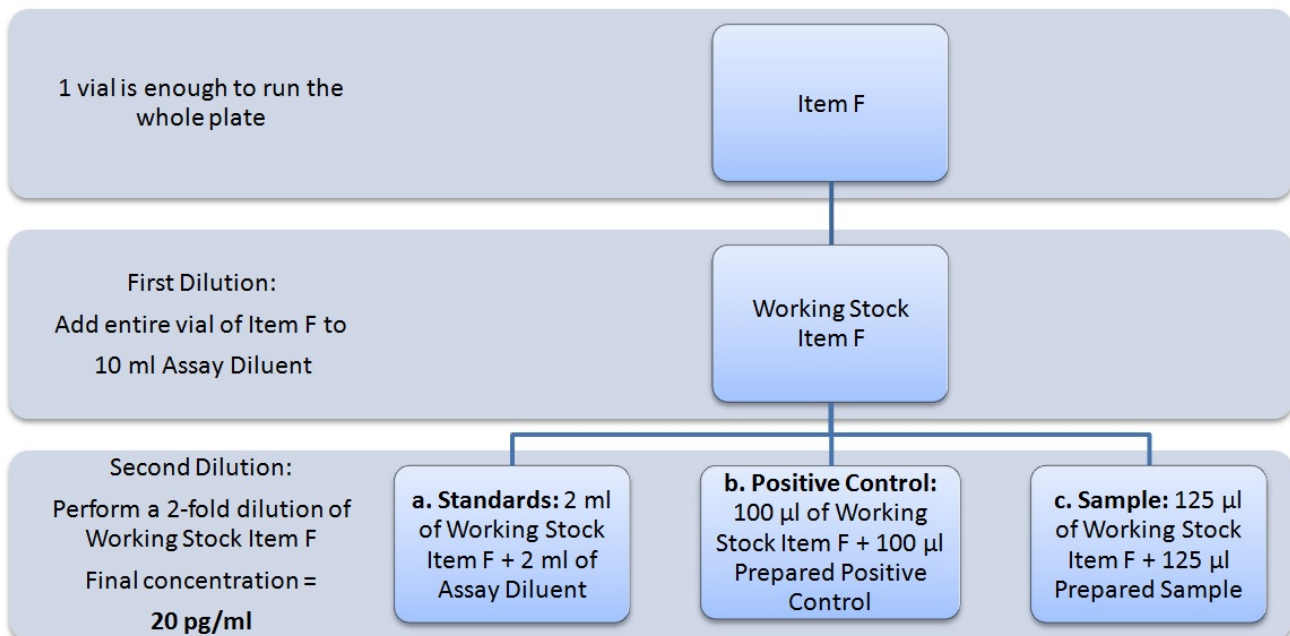 1 vial is enough to run the
whole plate
Item F
First Dilution:
Add entire vial of Item F to
10 ml Assay Diluent
Working Stock
Item F
Second Dilution:
Perform a 2-fold dilution of
Working Stock Item F
Final concentration =
20 pg/ml
a. Standards: 2 ml
of Working Stock
Item F + 2 ml of
Assay Diluent
b. Positive Control:
100 µl of Working
Stock Item F + 100 µl
Prepared Positive
Control
c. Sample: 125 µl
of Working Stock
Item F + 125 µl
Prepared Sample